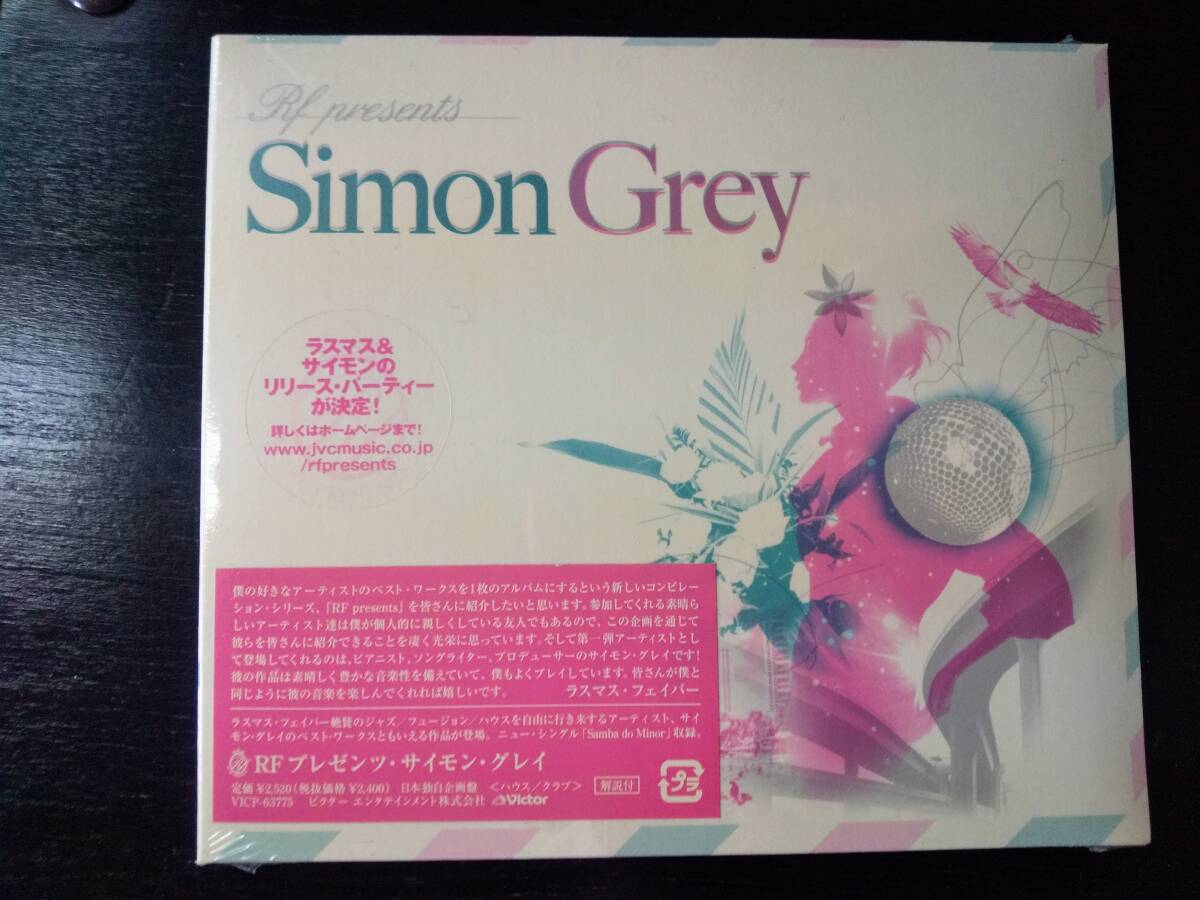 Rf presents
Simon Grey
ラスマス&
サイモンの
リリース・パーティー
が決定!
詳しくはホームページまで!
www.jvcmusic.co.jp
/rfpresents
僕の好きなアーティストのベスト・ワークスを1枚のアルバムにするという新しいコンピレー
ション・シリーズ、「RF presents」を皆さんに紹介したいと思います。参加してくれる素晴ら
しいアーティスト達は僕が個人的に親しくしている友人でもあるので、この企画を通じて
彼らを皆さんに紹介できることを凄く光栄に思っています。そして第一弾アーティストとし
て登場してくれるのは、ピアニスト、ソングライター、プロデューサーのサイモン・グレイです!
彼の作品は素晴しく豊かな音楽性を備えていて、僕もよくプレイしています。皆さんが僕と
同じように彼の音楽を楽しんでくれれば嬉しいです。 ラスマス・フェイバー
ラスマス・フェイバー絶賛のジャズ/フュージョン/ハウスを自由に行き来するアーティスト、サイ
モン・グレイのベスト・ワークスともいえる作品が登場。ニュー・シングル「Samba do Minor」収録。
RF プレゼンツ・サイモン・グレイ
定価 ¥2,520(税抜価格 ¥2,400) 日本独自企画盤 <ハウス/クラブ> 解説付
VICP-63775 ビクター エンタテインメント株式会社 Victor
プラ